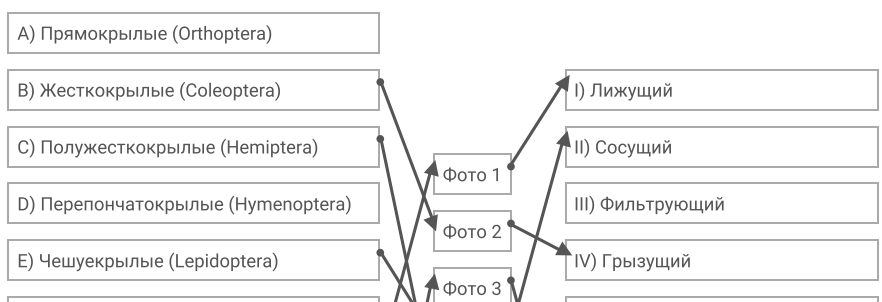 A) Прямокрылые (Orthoptera)
B) Жесткокрылые (Coleoptera)
C) Полужесткокрылые (Hemiptera)
D) Перепончатокрылые (Hymenoptera)
E) Чешуекрылые (Lepidoptera)
Фото 1
Фото 2
Фото 3
I) Лижущий
II) Сосущий
III) Фильтрующий
IV) Грызущий